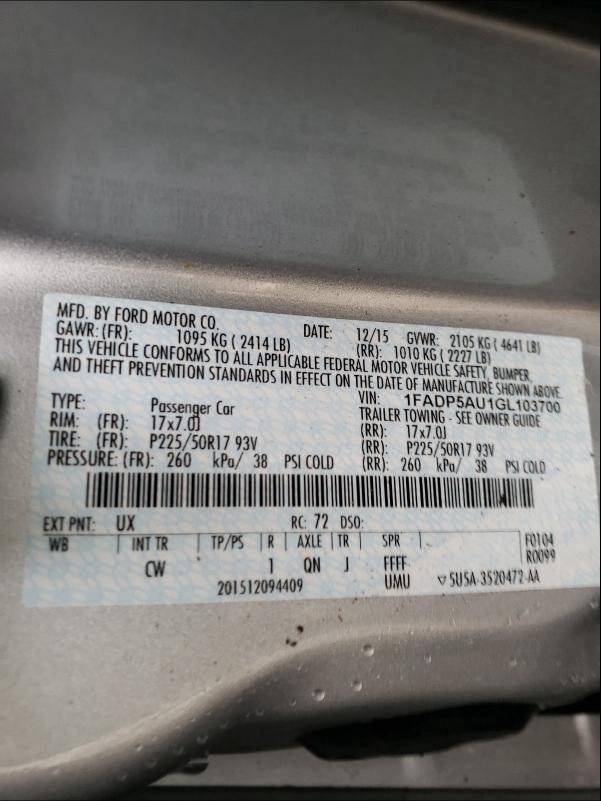 MFD. BY FORD MOTOR CO. DATE: 12/15 GVWR: 2105 KG (4641 LB)
GAWR: (FR): 1095 KG (2414 LB) (RR): 1010 KG (2227 LB)
THIS VEHICLE CONFORMS TO ALL APPLICABLE FEDERAL MOTOR VEHICLE SAFETY, BUMPER,
AND THEFT PREVENTION STANDARDS IN EFFECT ON THE DATE OF MANUFACTURE SHOWN ABOVE.
VIN: 1FADP5AU1GL103700
TYPE: Passenger Car TRAILER TOWING - SEE OWNER GUIDE
RIM: (FR): 17x7.0J (RR): 17x7.0J
TIRE: (FR): P225/50R17 93V (RR): P225/50R17 93V
PRESSURE: (FR): 260 kPa/ 38 PSI COLD (RR): 260 kPa/ 38 PSI COLD
EXT PNT: UX RC: 72 DSO:
WB INT TR TP/PS R AXLE TR SPR F0104
R0099
CW 1 QN J FFFF
201512094409 UMU ▽5U5A-3520472-AA